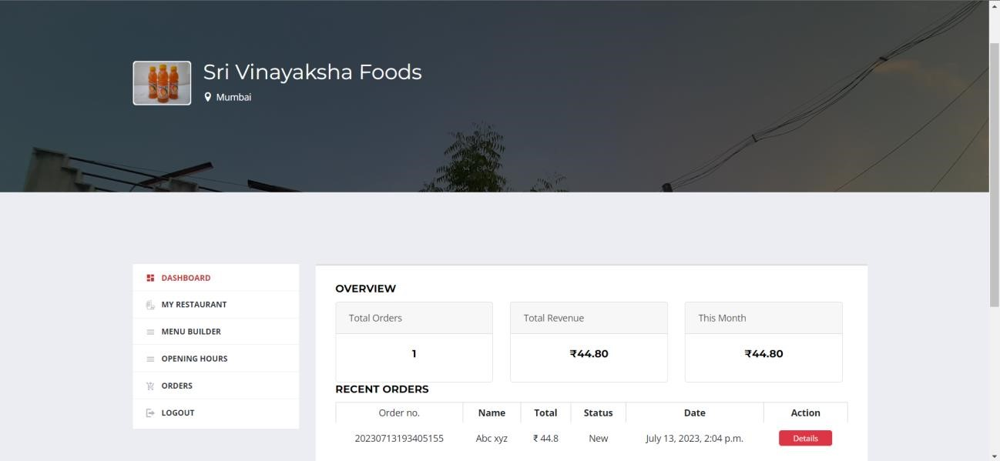 Sri Vinayaksha Foods
Mumbai
DASHBOARD
MY RESTAURANT
MENU BUILDER
OPENING HOURS
ORDERS
LOGOUT
OVERVIEW
Total Orders Total Revenue This Month
1 ₹44.80 ₹44.80
RECENT ORDERS
Order no. Name Total Status Date Action
20230713193405155 Abc xyz ₹ 44.8 New July 13, 2023, 2:04 p.m. Details